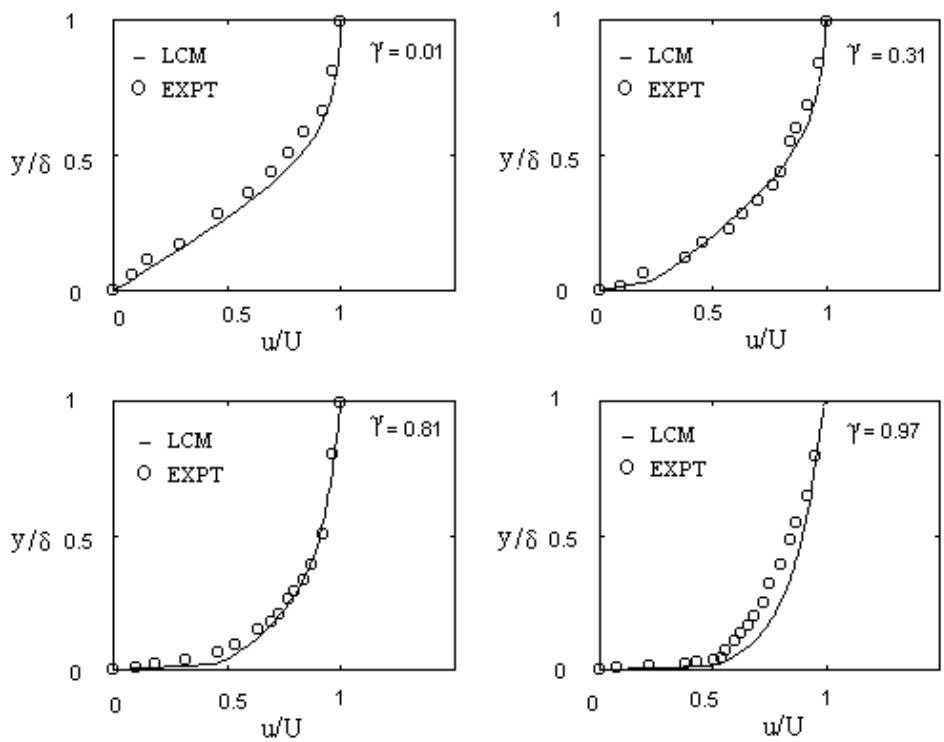 1
– LCM
γ = 0.01
O EXPT
y/δ 0.5
0
0 0.5 1
u/U
1
– LCM
γ = 0.31
O EXPT
y/δ 0.5
0
0 0.5 1
u/U
1
– LCM
γ = 0.81
O EXPT
y/δ 0.5
0
0 0.5 1
u/U
1
– LCM
γ = 0.97
O EXPT
y/δ 0.5
0
0 0.5 1
u/U